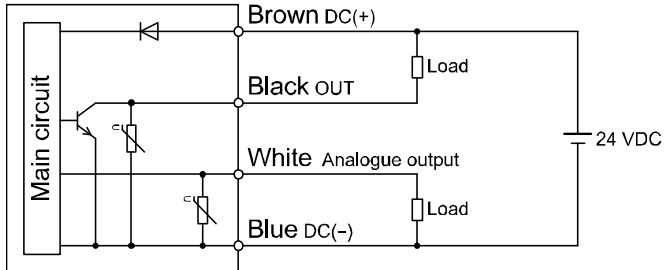 Brown DC(+)
Load
Black OUT
Main circuit
U
24 VDC
White Analogue output
U
Load
Blue DC(−)